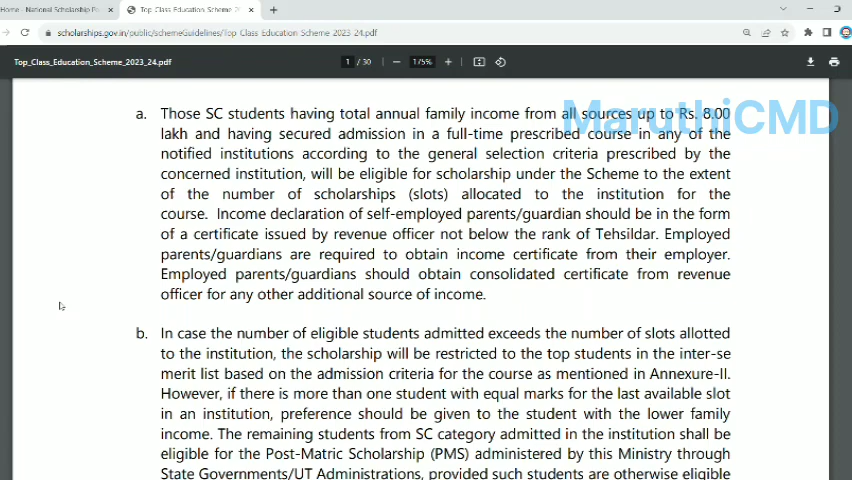 Home - National Scholarship Po
Top Class Education Scheme 2
scholarships.gov.in/public/schemeGuidelines/Top Class Education Scheme 2023 24.pdf
Top_Class_Education_Scheme_2023_24.pdf
1 / 30
175%
MaruthiCMD
a. Those SC students having total annual family income from all sources up to Rs. 8.00
lakh and having secured admission in a full-time prescribed course in any of the
notified institutions according to the general selection criteria prescribed by the
concerned institution, will be eligible for scholarship under the Scheme to the extent
of the number of scholarships (slots) allocated to the institution for the
course. Income declaration of self-employed parents/guardian should be in the form
of a certificate issued by revenue officer not below the rank of Tehsildar. Employed
parents/guardians are required to obtain income certificate from their employer.
Employed parents/guardians should obtain consolidated certificate from revenue
officer for any other additional source of income.
b. In case the number of eligible students admitted exceeds the number of slots allotted
to the institution, the scholarship will be restricted to the top students in the inter-se
merit list based on the admission criteria for the course as mentioned in Annexure-II.
However, if there is more than one student with equal marks for the last available slot
in an institution, preference should be given to the student with the lower family
income. The remaining students from SC category admitted in the institution shall be
eligible for the Post-Matric Scholarship (PMS) administered by this Ministry through
State Governments/UT Administrations, provided such students are otherwise eligible